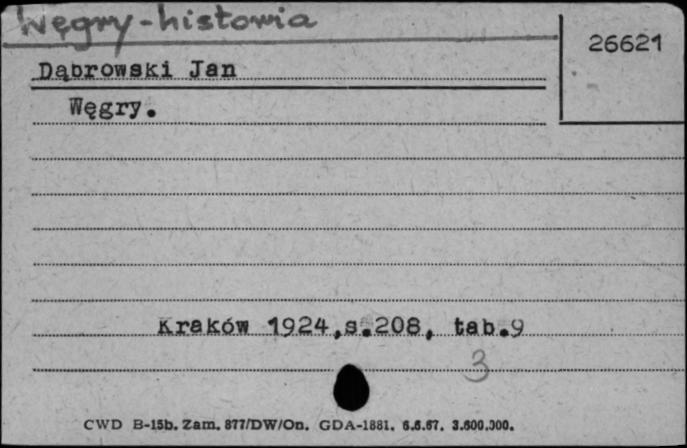 Węgry-historia
26621
Dąbrowski Jan
Węgry.
Kraków 1924,s.208, tab.9
3
CWD B-15b. Zam. 877/DW/On. GDA-1881. 6.6.67. 3.600.000.